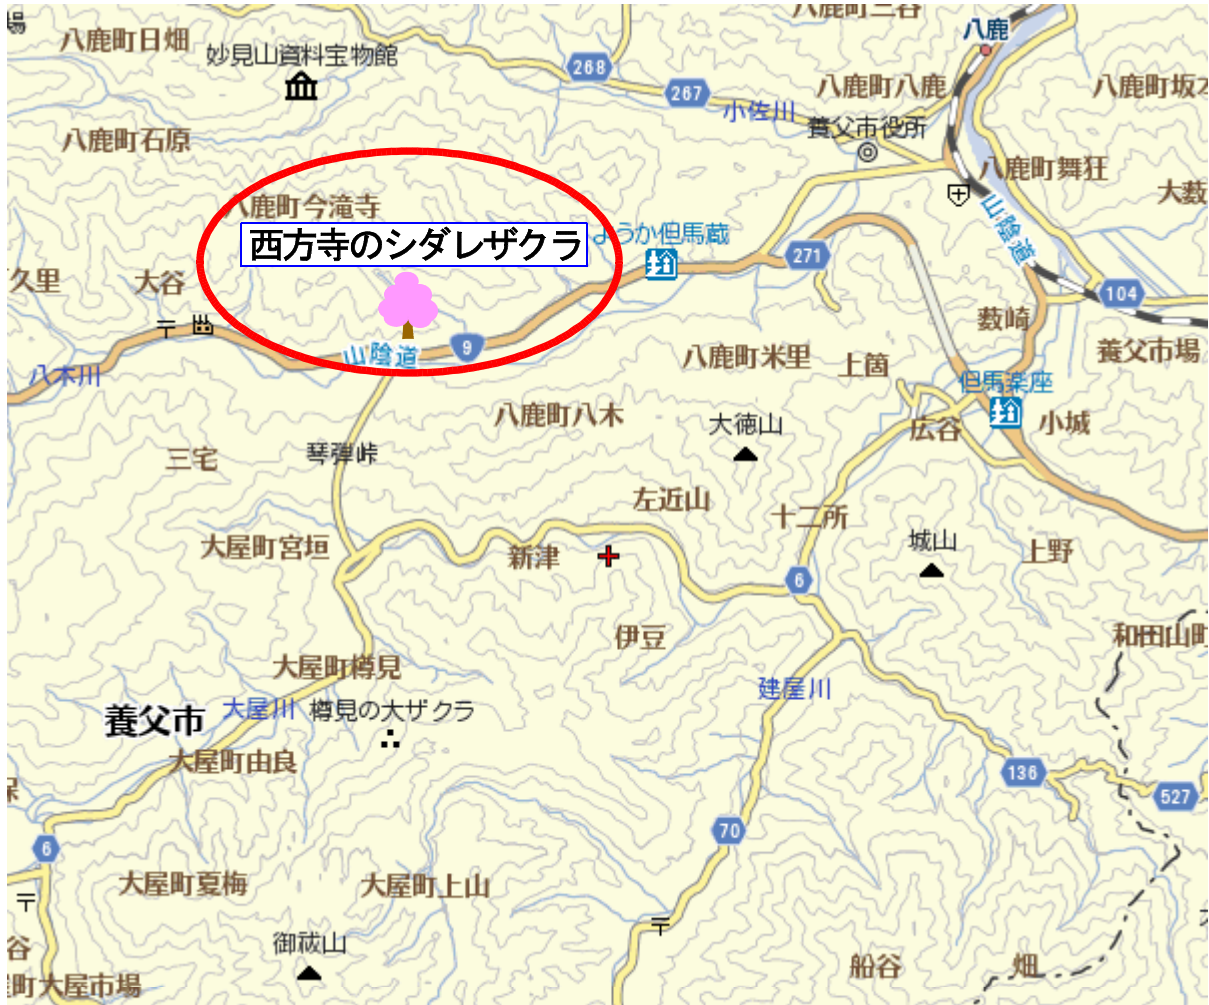 八鹿町三谷
場
八鹿
八鹿町日畑
妙見山資料宝物館
268
267
八鹿町八鹿
八鹿町坂本
小佐川
養父市役所
八鹿町石原
八鹿町舞狂
大薮
八鹿町今滝寺
西方寺のシダレザクラ
ようか但馬蔵
山陰道
271
久里
大谷
104
薮崎
山陰道
9
八木川
八鹿町米里
上箇
養父市場
但馬楽座
八鹿町八木
大徳山
広谷
小城
三宅
琴弾峠
左近山
十二所
大屋町宮垣
新津
城山
上野
6
伊豆
和田山町
大屋町樽見
建屋川
養父市
大屋川
樽見の大ザクラ
大屋町由良
136
527
保
70
6
大屋町夏梅
大屋町上山
谷
御祓山
船谷
畑
町大屋市場